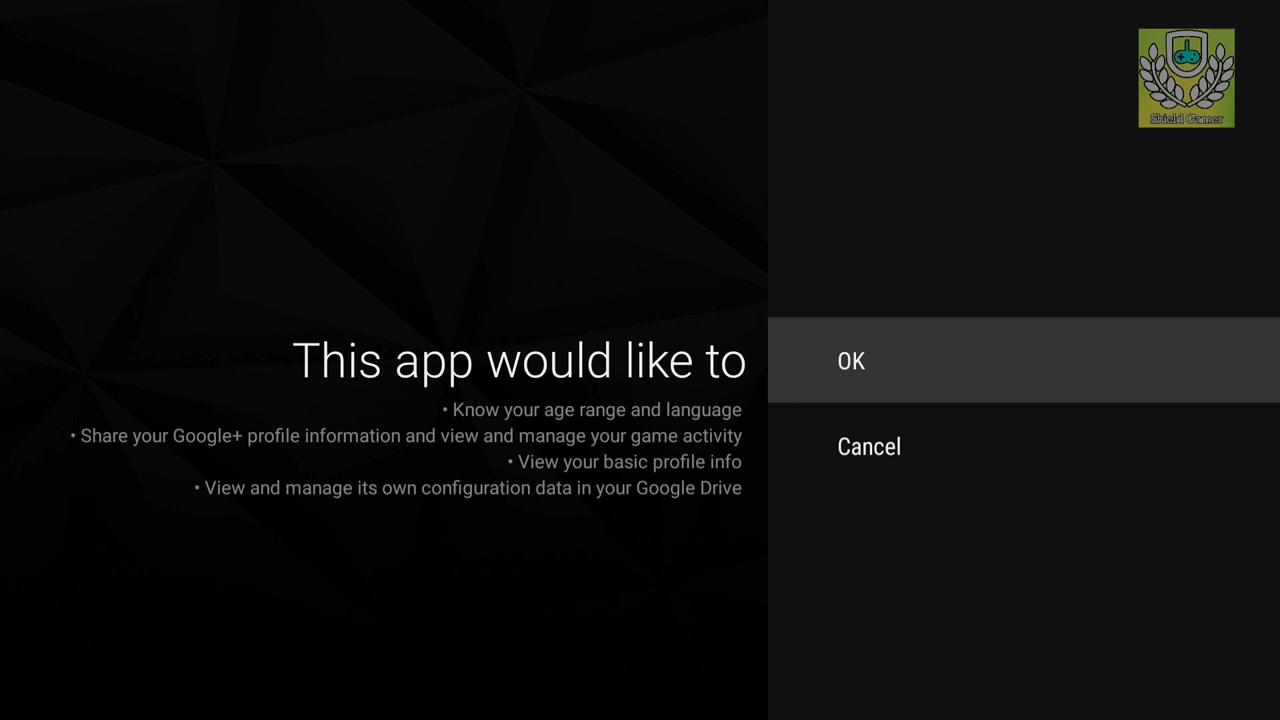 Shield Gamer
This app would like to
• Know your age range and language
• Share your Google+ profile information and view and manage your game activity
• View your basic profile info
• View and manage its own configuration data in your Google Drive
OK
Cancel